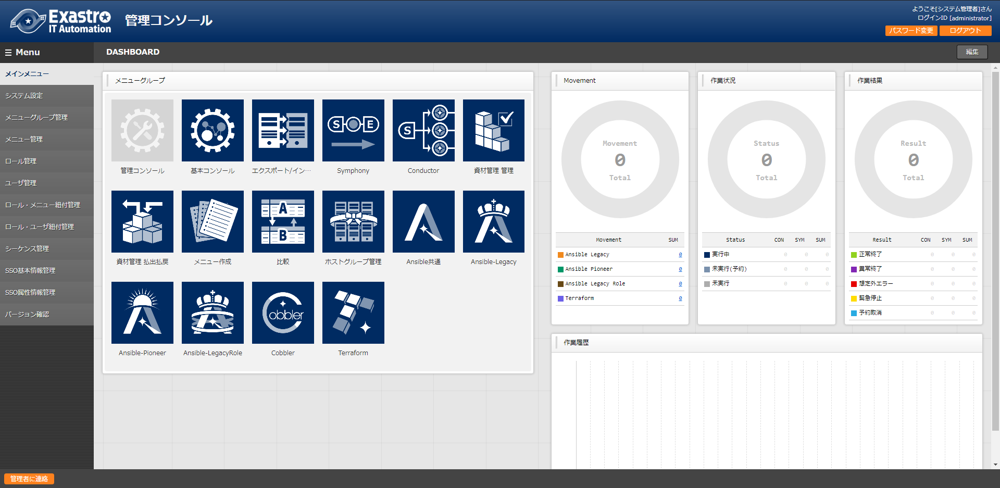 Exastro
IT Automation
管理コンソール
ようこそ[システム管理者]さん
ログインID [administrator]
パスワード変更
ログアウト
☰ Menu
DASHBOARD
編集
メインメニュー
システム設定
メニューグループ管理
メニュー管理
ロール管理
ユーザ管理
ロール・メニュー紐付管理
ロール・ユーザ紐付管理
シーケンス管理
SSO基本情報管理
SSO属性情報管理
バージョン確認
メニューグループ
S E
S
管理コンソール
基本コンソール
エクスポート/イン…
Symphony
Conductor
資材管理 管理
A
B
資材管理 払出払戻
メニュー作成
比較
ホストグループ管理
Ansible共通
Ansible-Legacy
Cobbler
Ansible-Pioneer
Ansible-LegacyRole
Cobbler
Terraform
Movement
Movement
0
Total
Movement SUM
Ansible Legacy 0
Ansible Pioneer 0
Ansible Legacy Role 0
Terraform 0
作業状況
Status
0
Total
Status CON SYM SUM
実行中 0 0 0
未実行(予約) 0 0 0
未実行 0 0 0
作業結果
Result
0
Total
Result CON SYM SUM
正常終了 0 0 0
異常終了 0 0 0
想定外エラー 0 0 0
緊急停止 0 0 0
予約取消 0 0 0
作業履歴
管理者に連絡